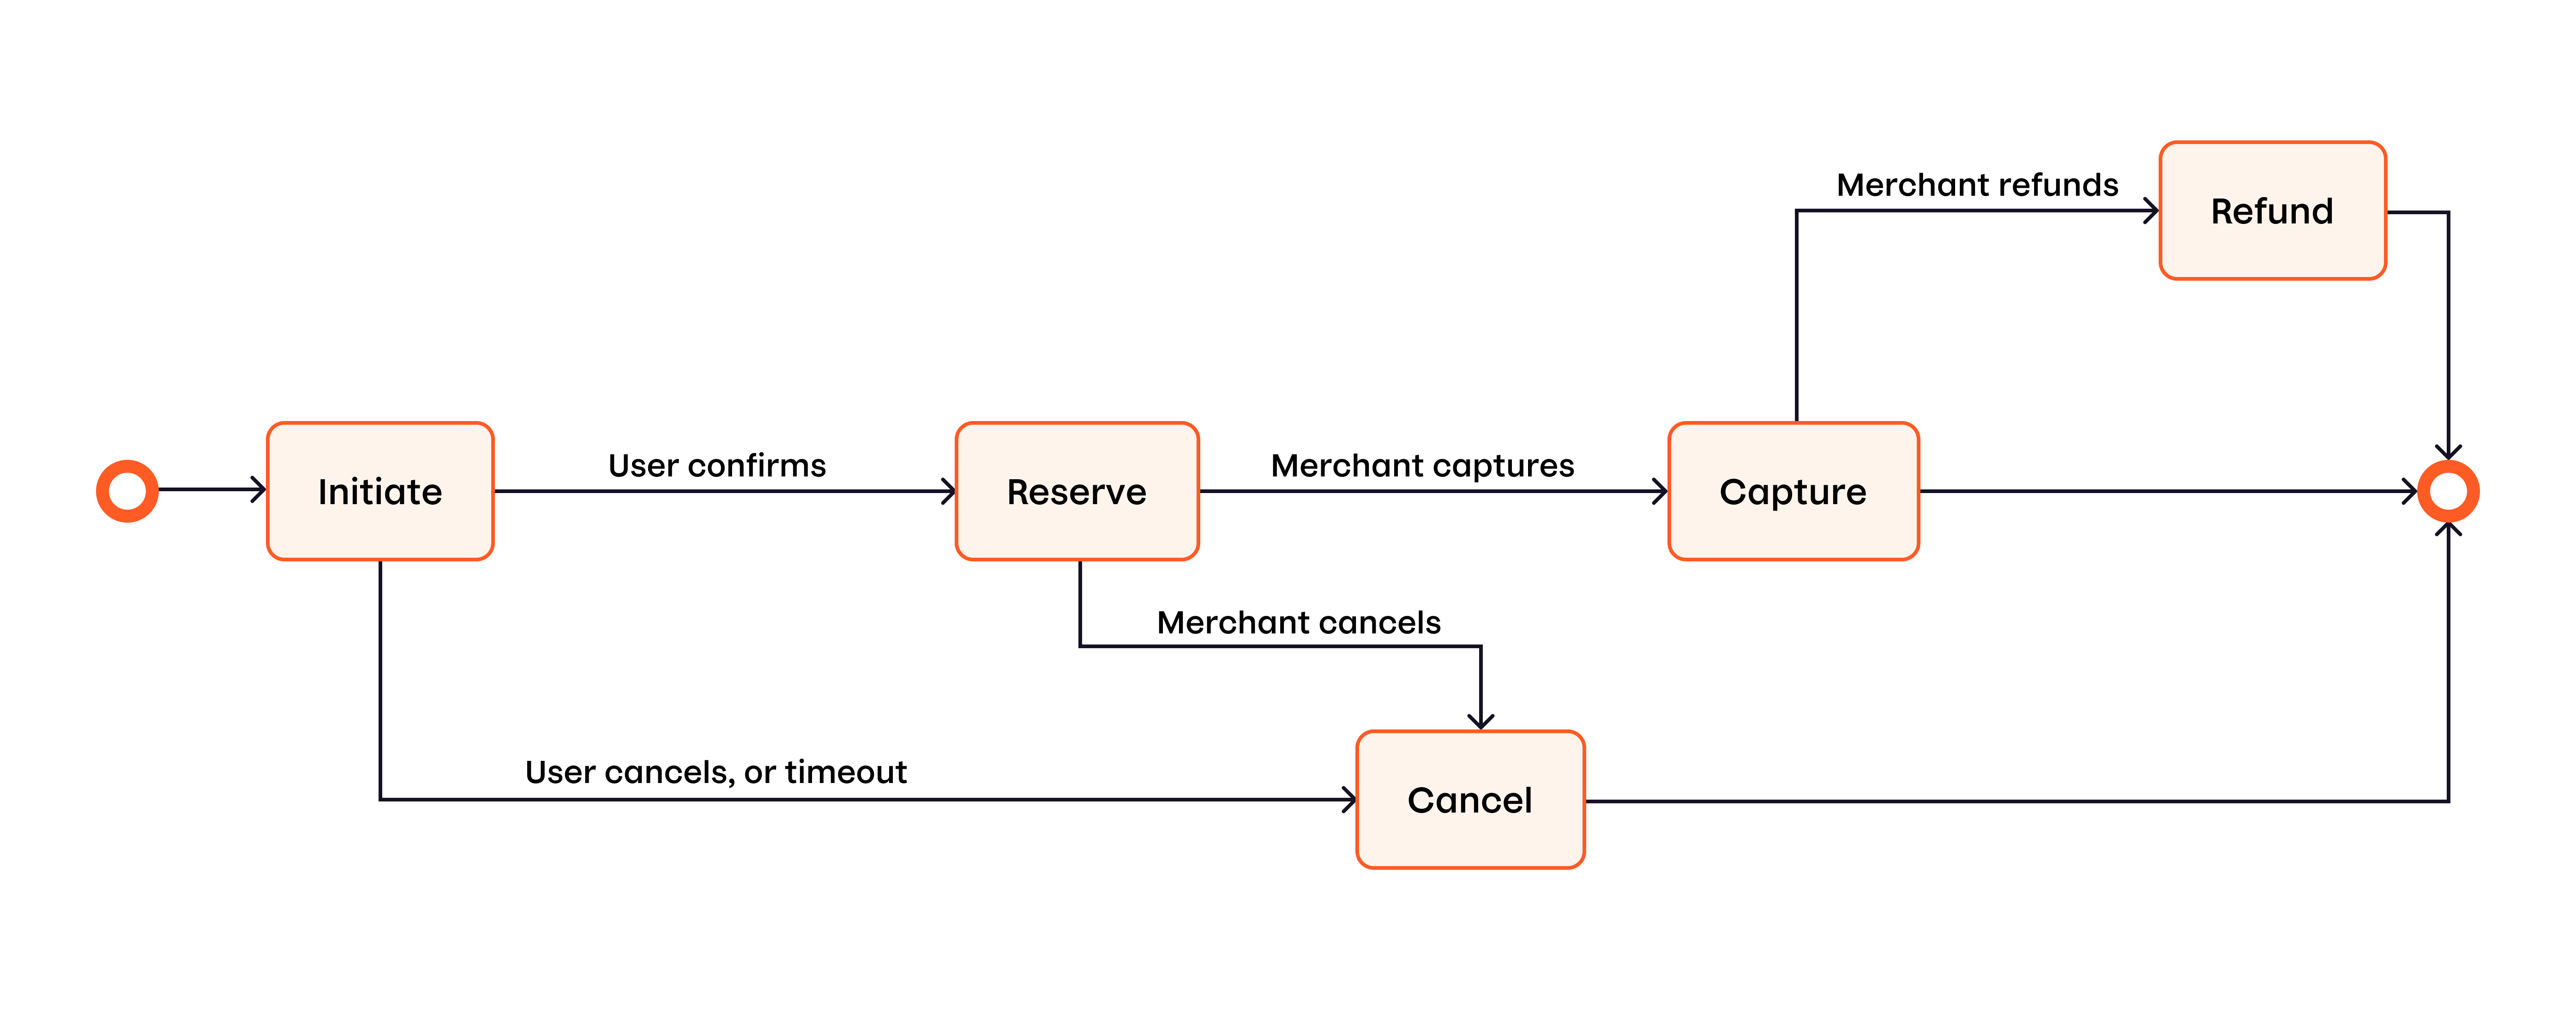 Merchant refunds
Refund
Initiate
User confirms
Reserve
Merchant captures
Capture
Merchant cancels
User cancels, or timeout
Cancel